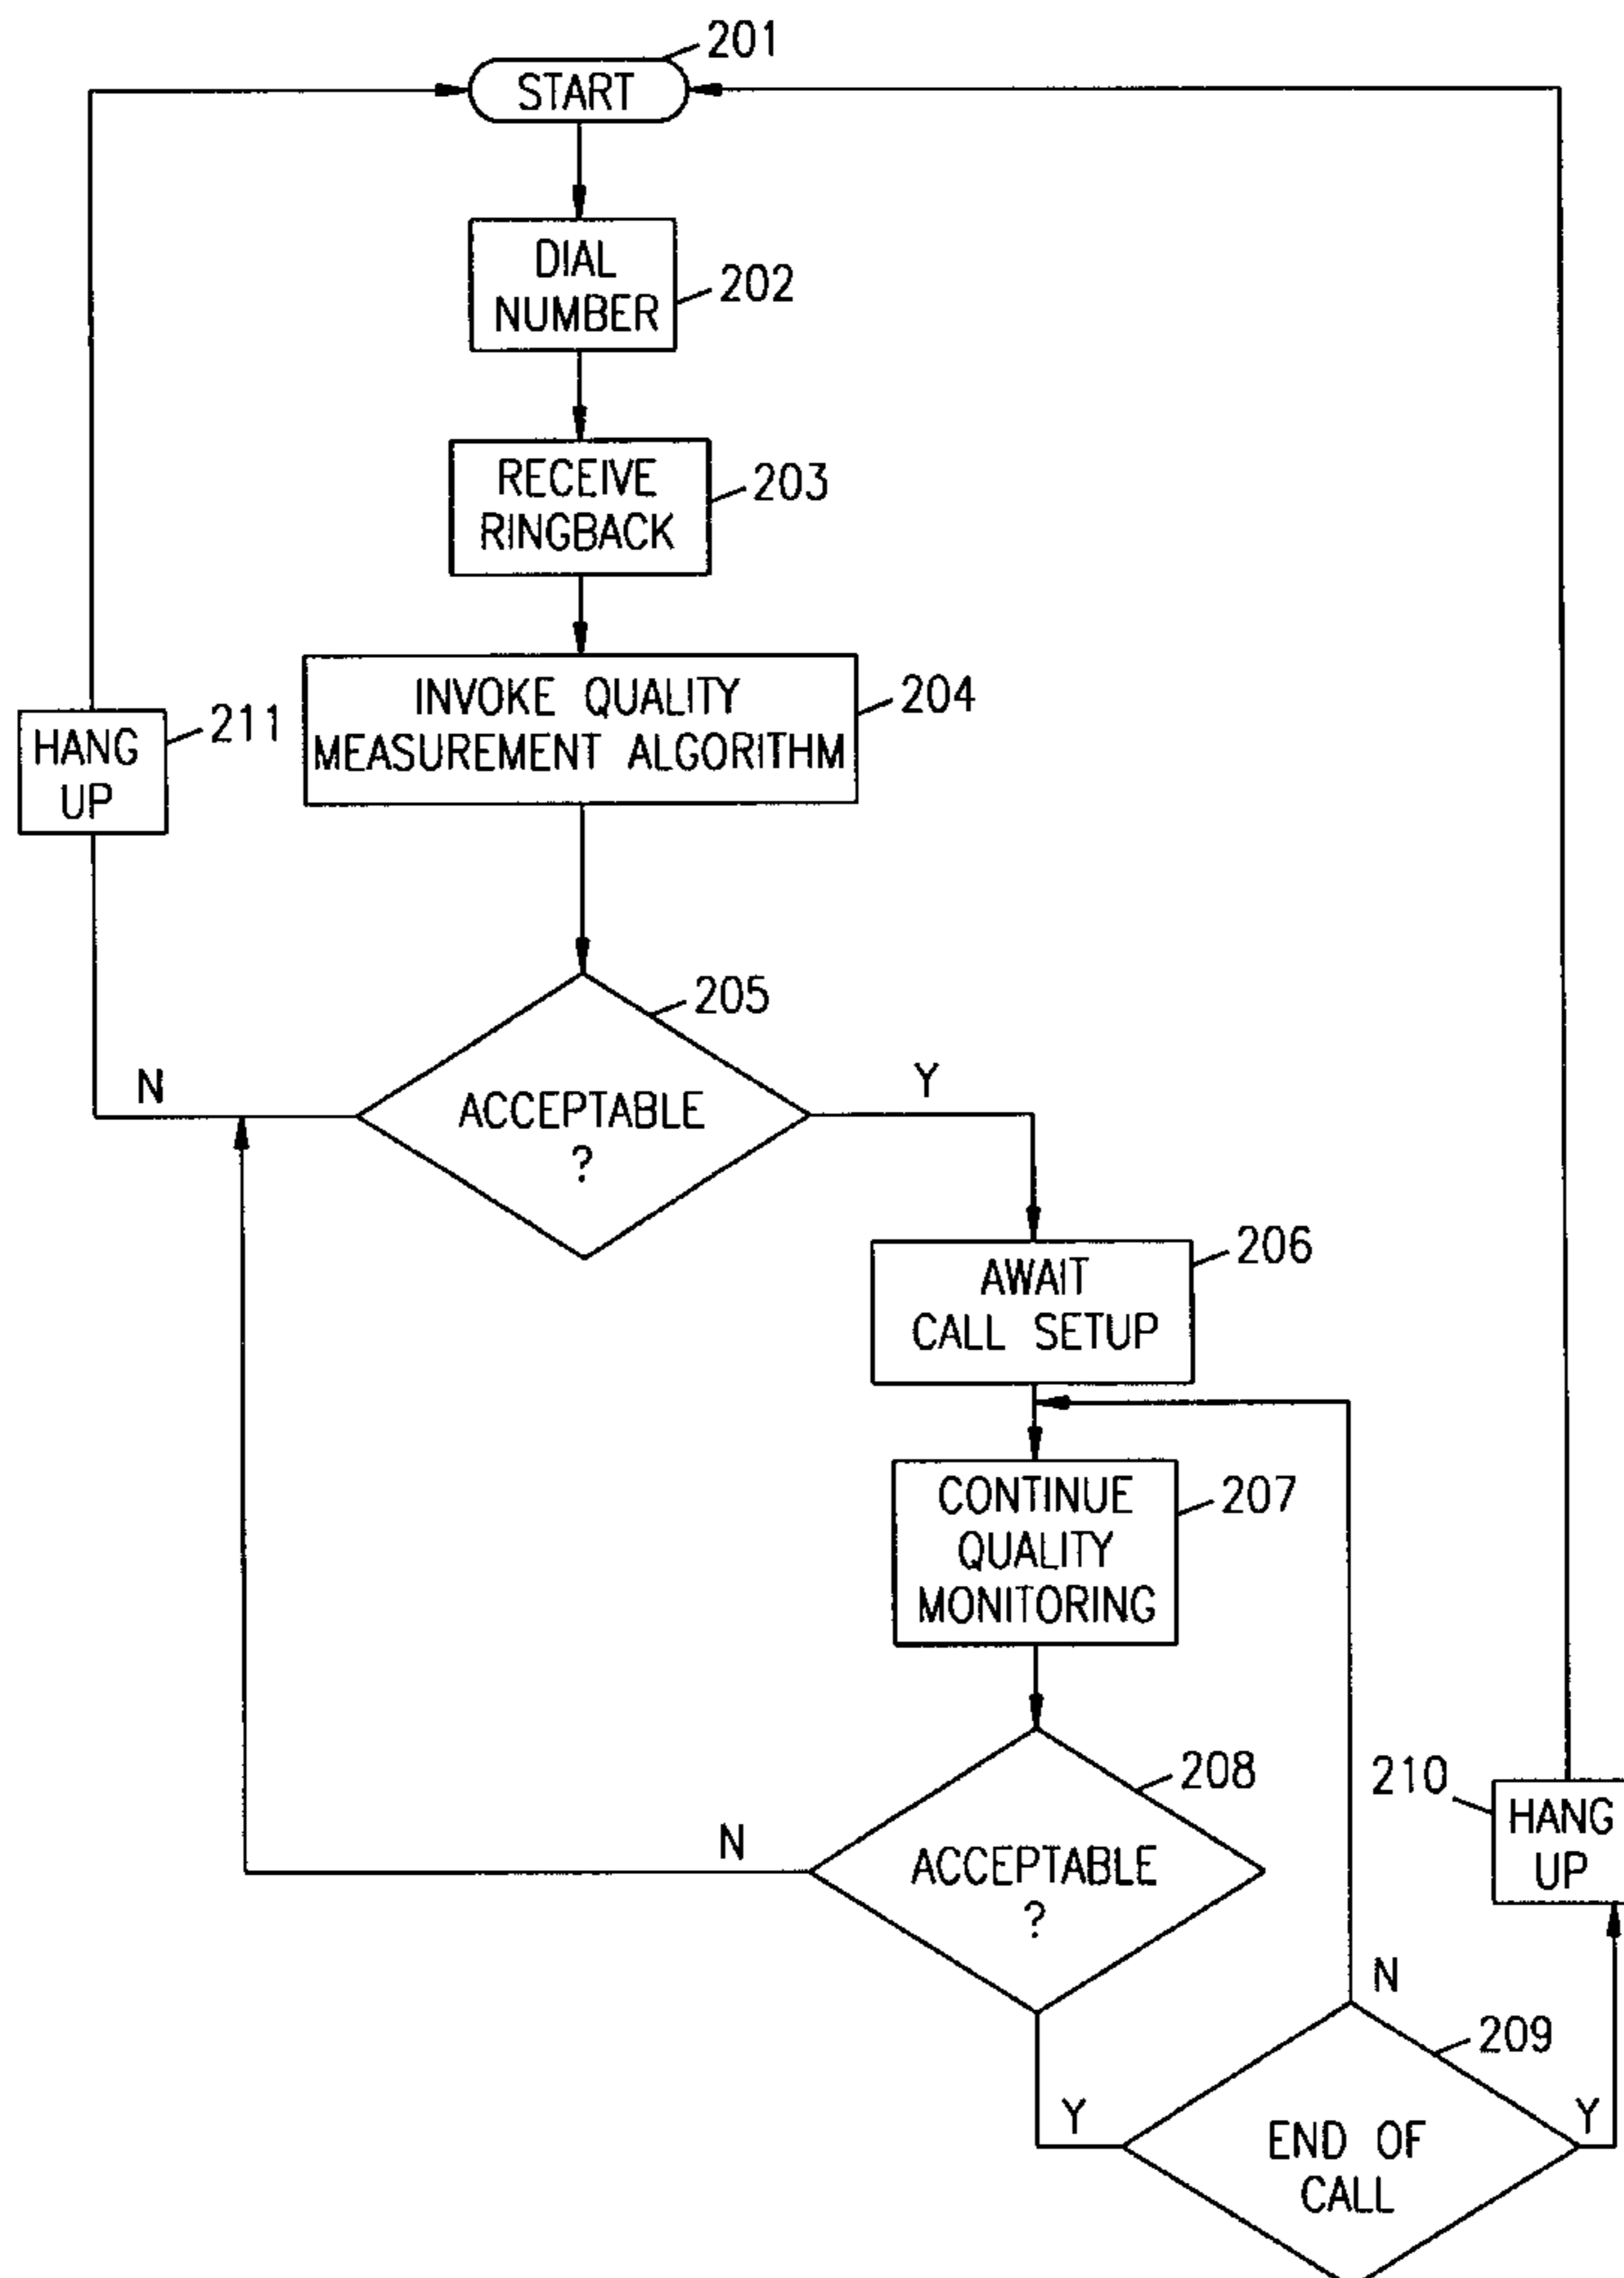 201
START
DIAL
NUMBER
202
RECEIVE
RINGBACK
203
INVOKE QUALITY
MEASUREMENT ALGORITHM
204
HANG
UP
211
205
ACCEPTABLE
?
N
Y
AWAIT
CALL SETUP
206
CONTINUE
QUALITY
MONITORING
207
208
ACCEPTABLE
?
N
210
HANG
UP
N
209
Y
END OF
CALL
Y